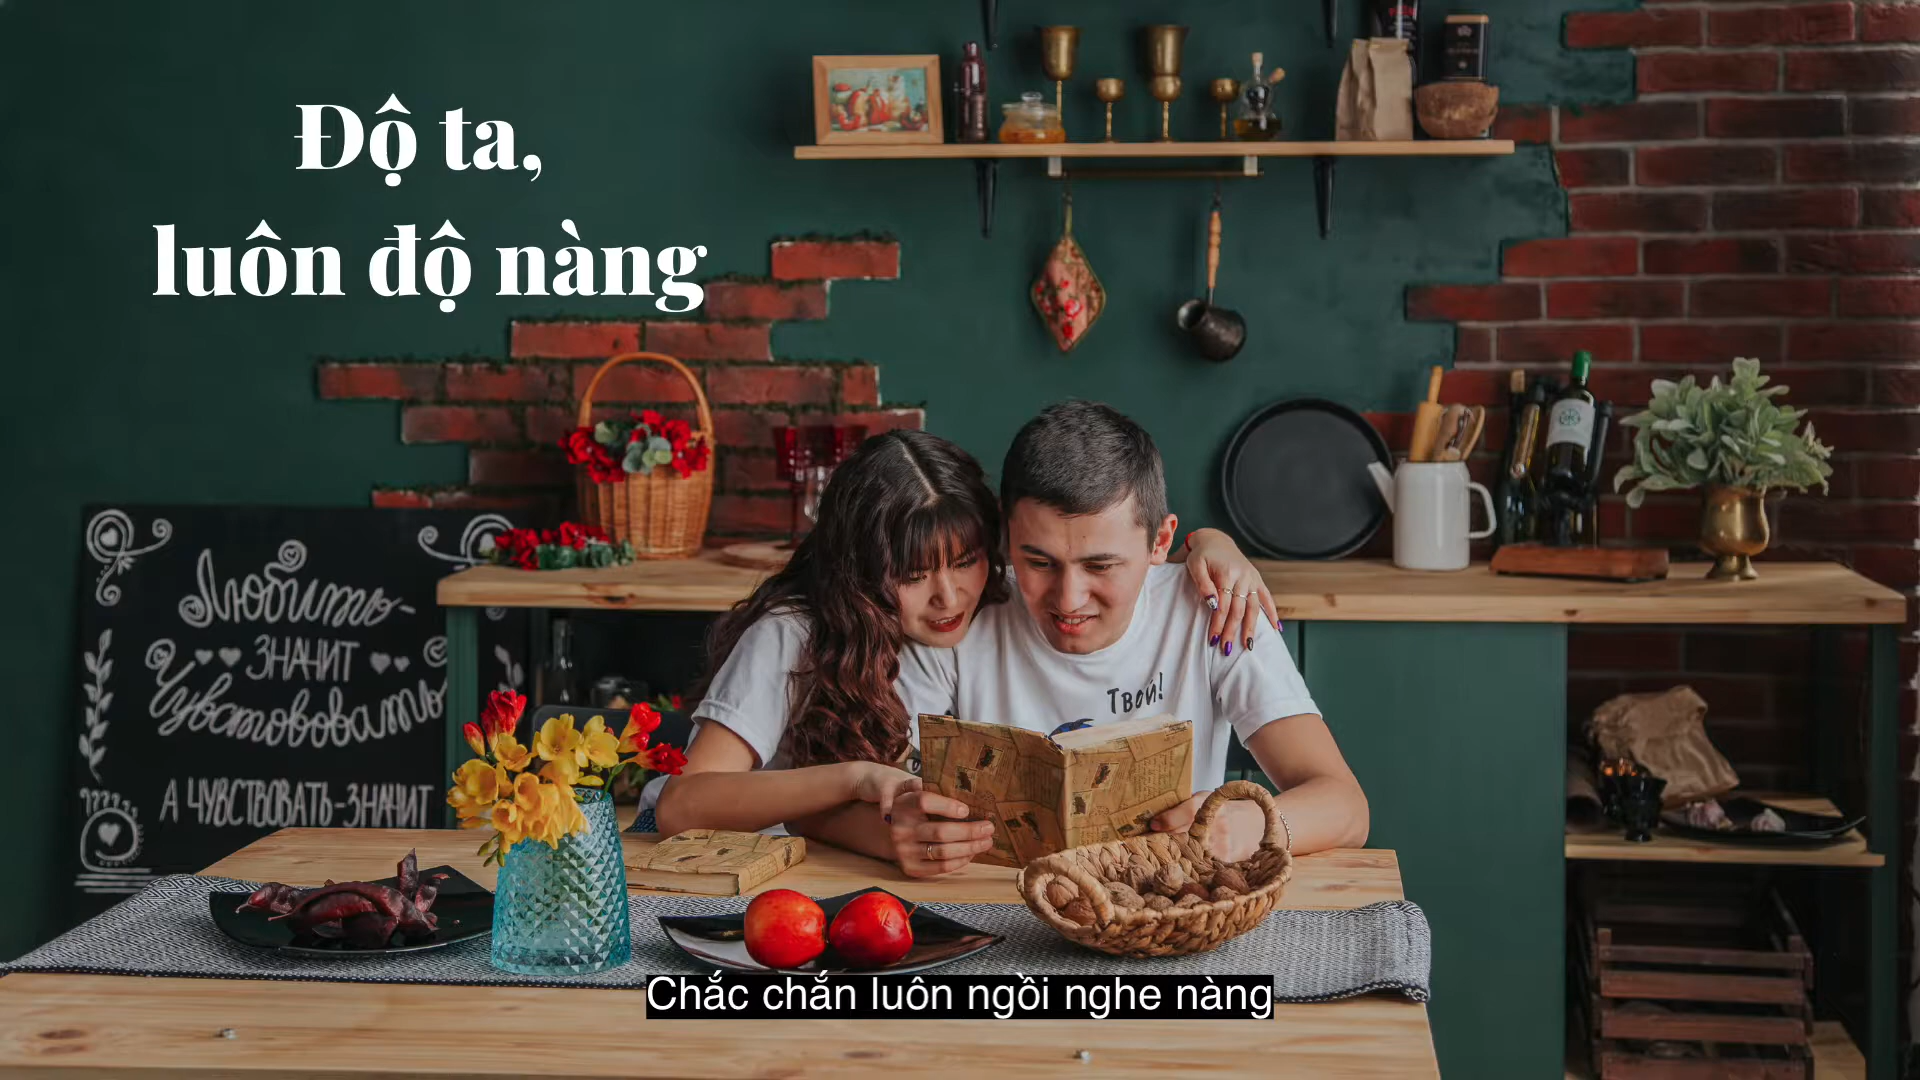 Độ ta,
luôn độ nàng
Любить-
ЗНАЧИТ
Чувствовать
А ЧУВСТВОВАТЬ-ЗНАЧИТ
Твой!
Chắc chắn luôn ngồi nghe nàng